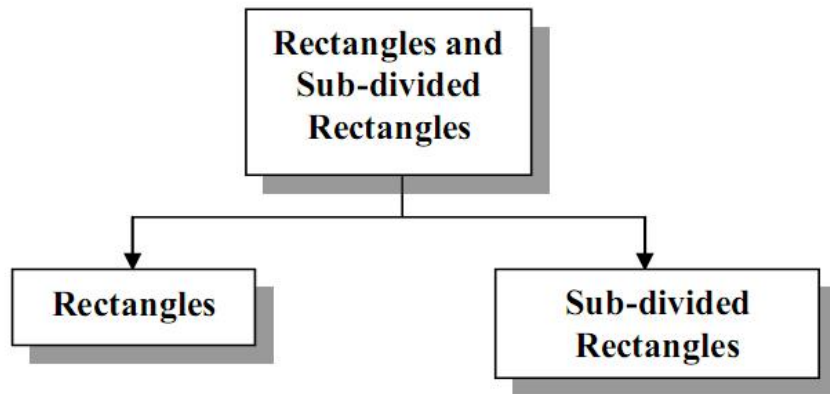 Rectangles and
Sub-divided
Rectangles
Rectangles
Sub-divided
Rectangles